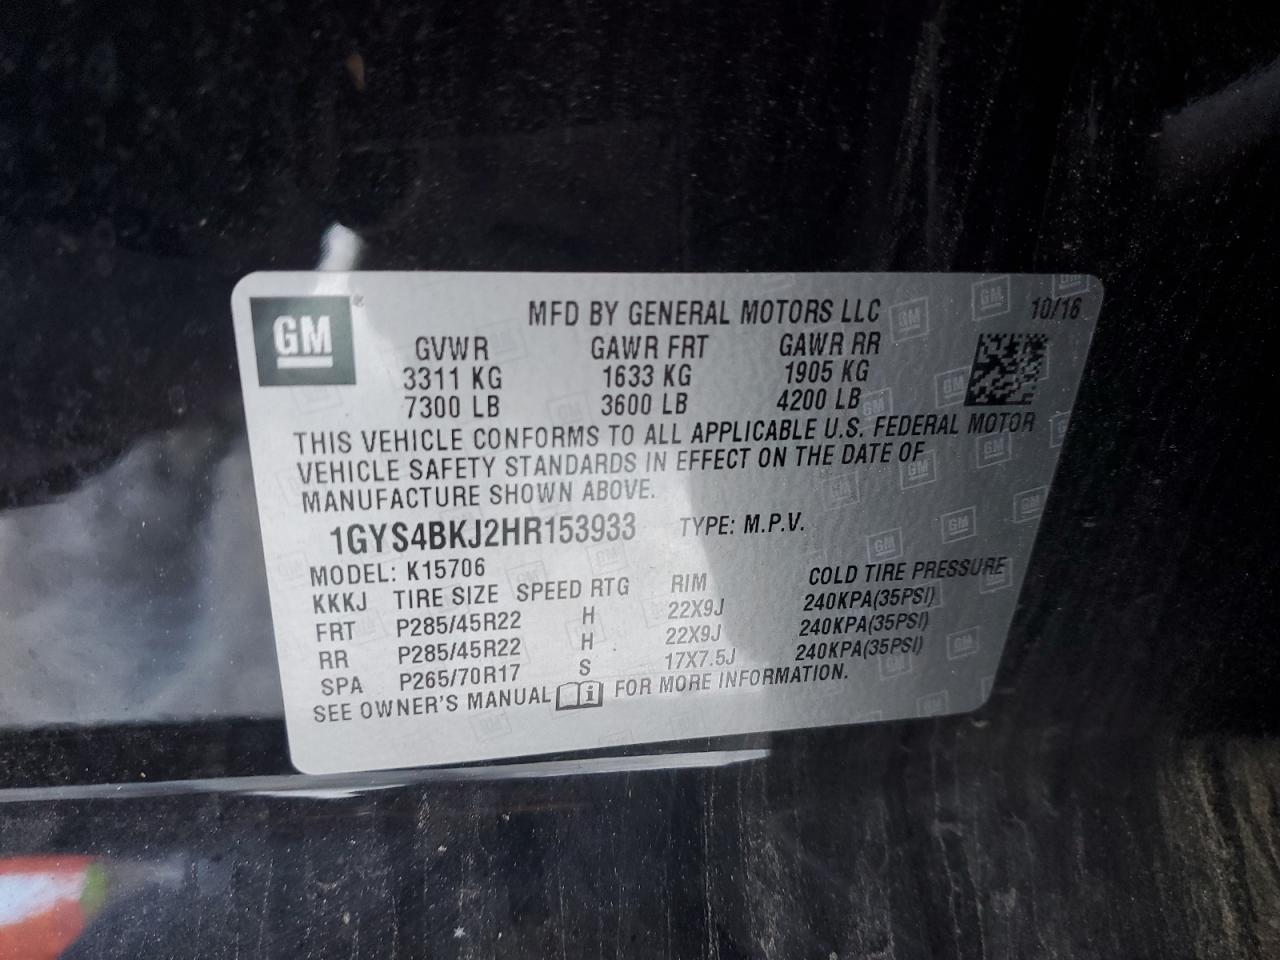 GM
MFD BY GENERAL MOTORS LLC 10/16
GVWR GAWR FRT GAWR RR
3311 KG 1633 KG 1905 KG
7300 LB 3600 LB 4200 LB
THIS VEHICLE CONFORMS TO ALL APPLICABLE U.S. FEDERAL MOTOR
VEHICLE SAFETY STANDARDS IN EFFECT ON THE DATE OF
MANUFACTURE SHOWN ABOVE.
1GYS4BKJ2HR153933 TYPE: M.P.V.
MODEL: K15706
KKKJ TIRE SIZE SPEED RTG RIM COLD TIRE PRESSURE
FRT P285/45R22 H 22X9J 240KPA(35PSI)
RR P285/45R22 H 22X9J 240KPA(35PSI)
SPA P265/70R17 S 17X7.5J 240KPA(35PSI)
SEE OWNER'S MANUAL FOR MORE INFORMATION.